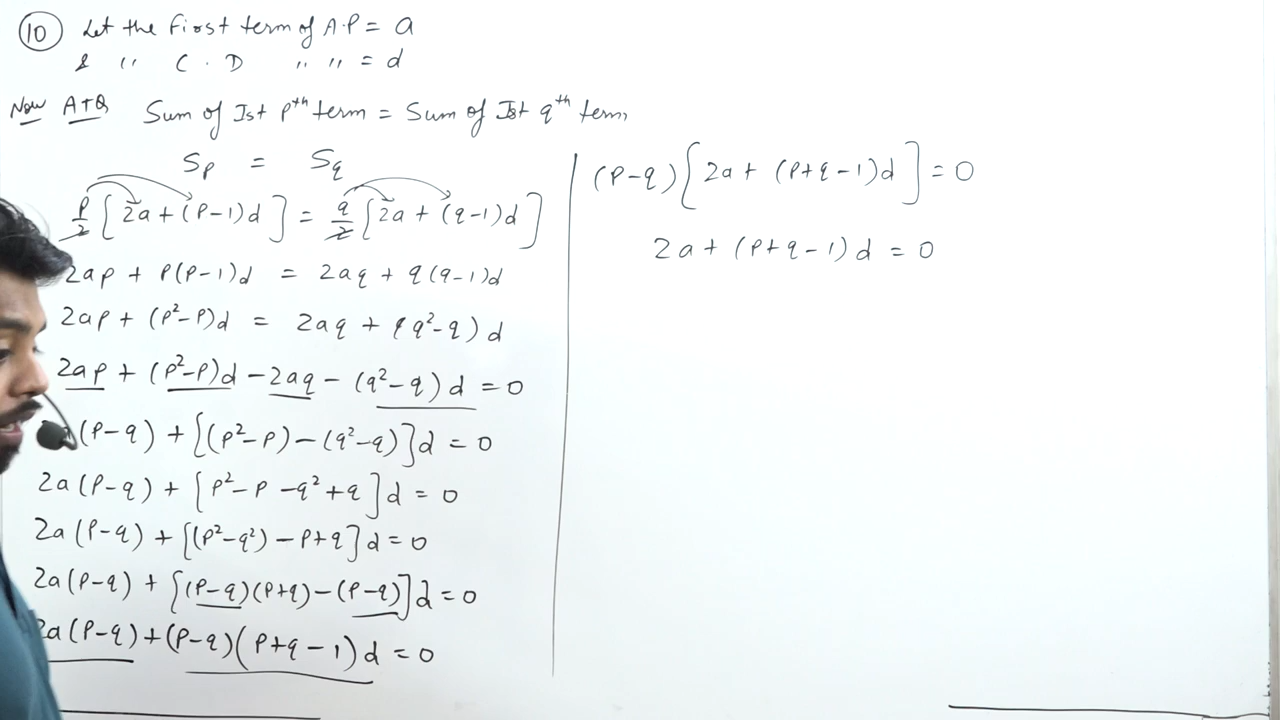 10 Let the first term of A.P = a
& " C.D " " = d
Now ATQ Sum of Ist pth term = Sum of Ist qth term,
Sp = Sq
p/2 [2a + (p-1)d] = q/2 [2a + (q-1)d]
2ap + p(p-1)d = 2aq + q(q-1)d
2ap + (p²-p)d = 2aq + (q²-q)d
2ap + (p²-p)d - 2aq - (q²-q)d = 0
(p-q) + [(p²-p) - (q²-q)]d = 0
2a(p-q) + [p²-p-q²+q]d = 0
2a(p-q) + [(p²-q²) - p+q]d = 0
2a(p-q) + [(p-q)(p+q) - (p-q)]d = 0
2a(p-q) + (p-q)(p+q-1)d = 0
(p-q)[2a + (p+q-1)d] = 0
2a + (p+q-1)d = 0